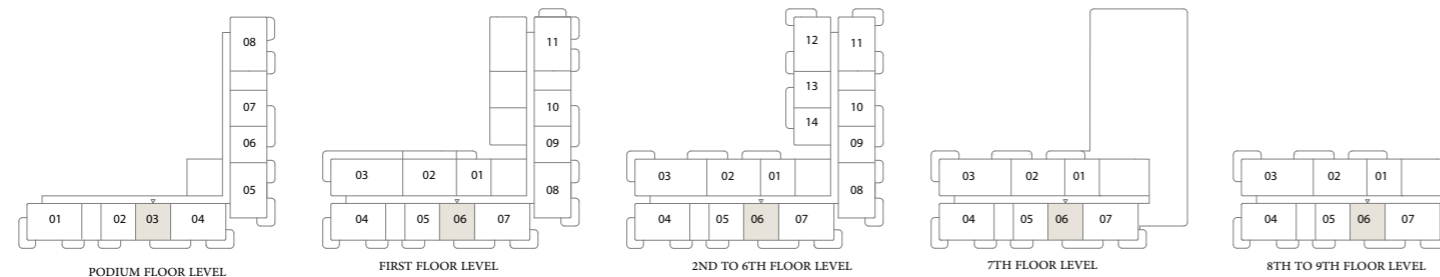 08
07
06
05
01 02 03 04
PODIUM FLOOR LEVEL
11
10
09
08
03 02 01
04 05 06 07
FIRST FLOOR LEVEL
12 11
13
10
14
09
08
03 02 01
04 05 06 07
2ND TO 6TH FLOOR LEVEL
03 02 01
04 05 06 07
7TH FLOOR LEVEL
03 02 01
04 05 06 07
8TH TO 9TH FLOOR LEVEL